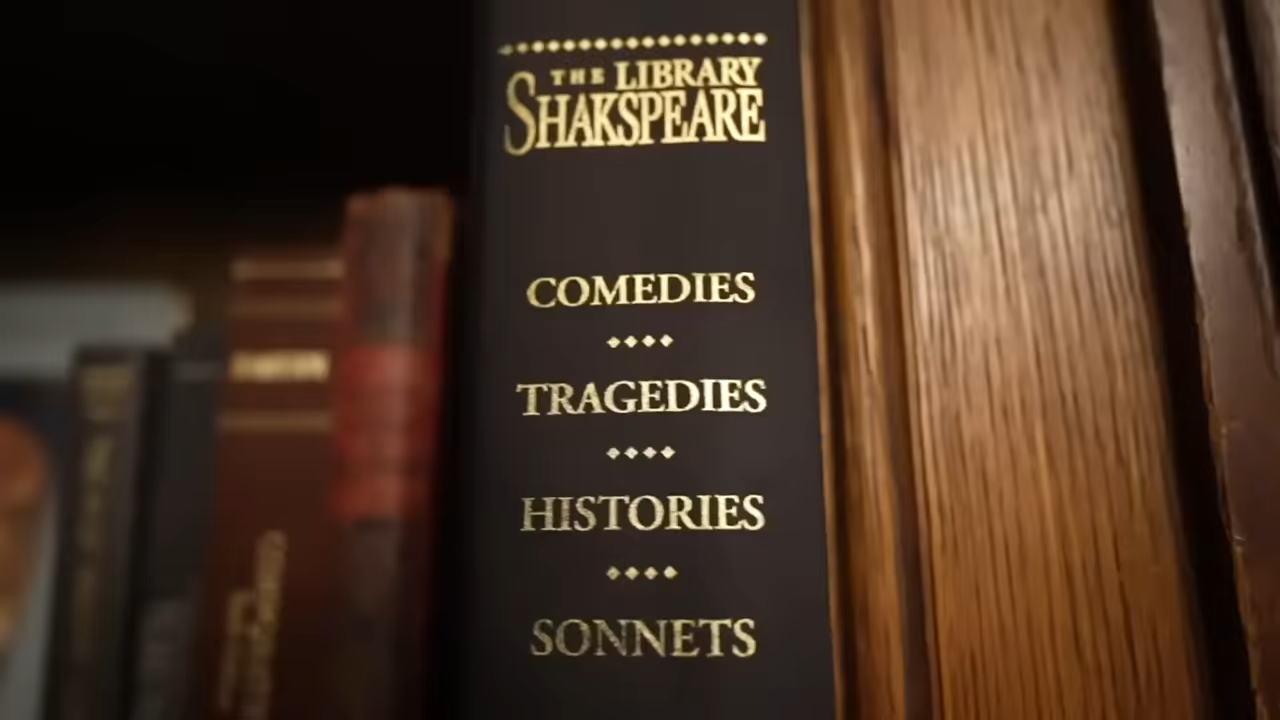 THE LIBRARY
SHAKSPEARE
COMEDIES
TRAGEDIES
HISTORIES
SONNETS